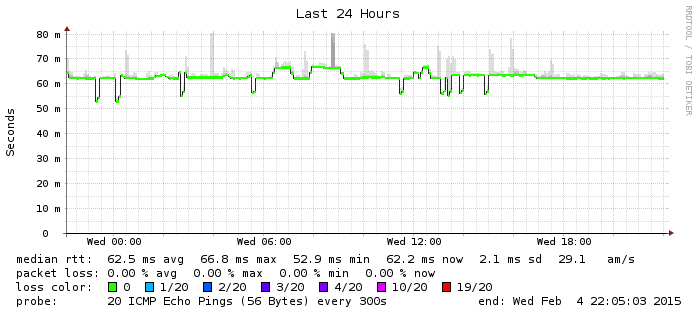 Last 24 Hours
RRDTOOL / TOBI OETIKER
Seconds
80 m
70 m
60 m
50 m
40 m
30 m
20 m
10 m
0
Wed 00:00 Wed 06:00 Wed 12:00 Wed 18:00
median rtt: 62.5 ms avg 66.8 ms max 52.9 ms min 62.2 ms now 2.1 ms sd 29.1 am/s
packet loss: 0.00 % avg 0.00 % max 0.00 % min 0.00 % now
loss color: 0 1/20 2/20 3/20 4/20 10/20 19/20
probe: 20 ICMP Echo Pings (56 Bytes) every 300s end: Wed Feb 4 22:05:03 2015